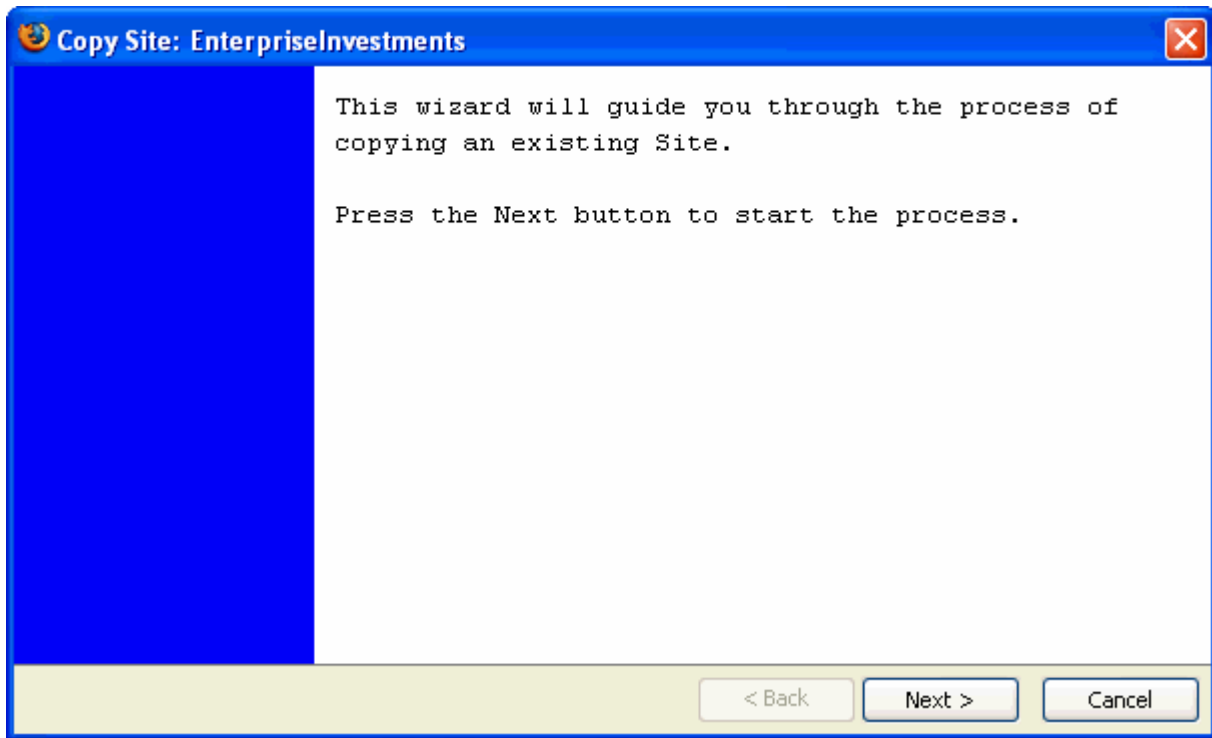 Copy Site: EnterpriseInvestments
This wizard will guide you through the process of
copying an existing Site.
Press the Next button to start the process.
< Back
Next >
Cancel